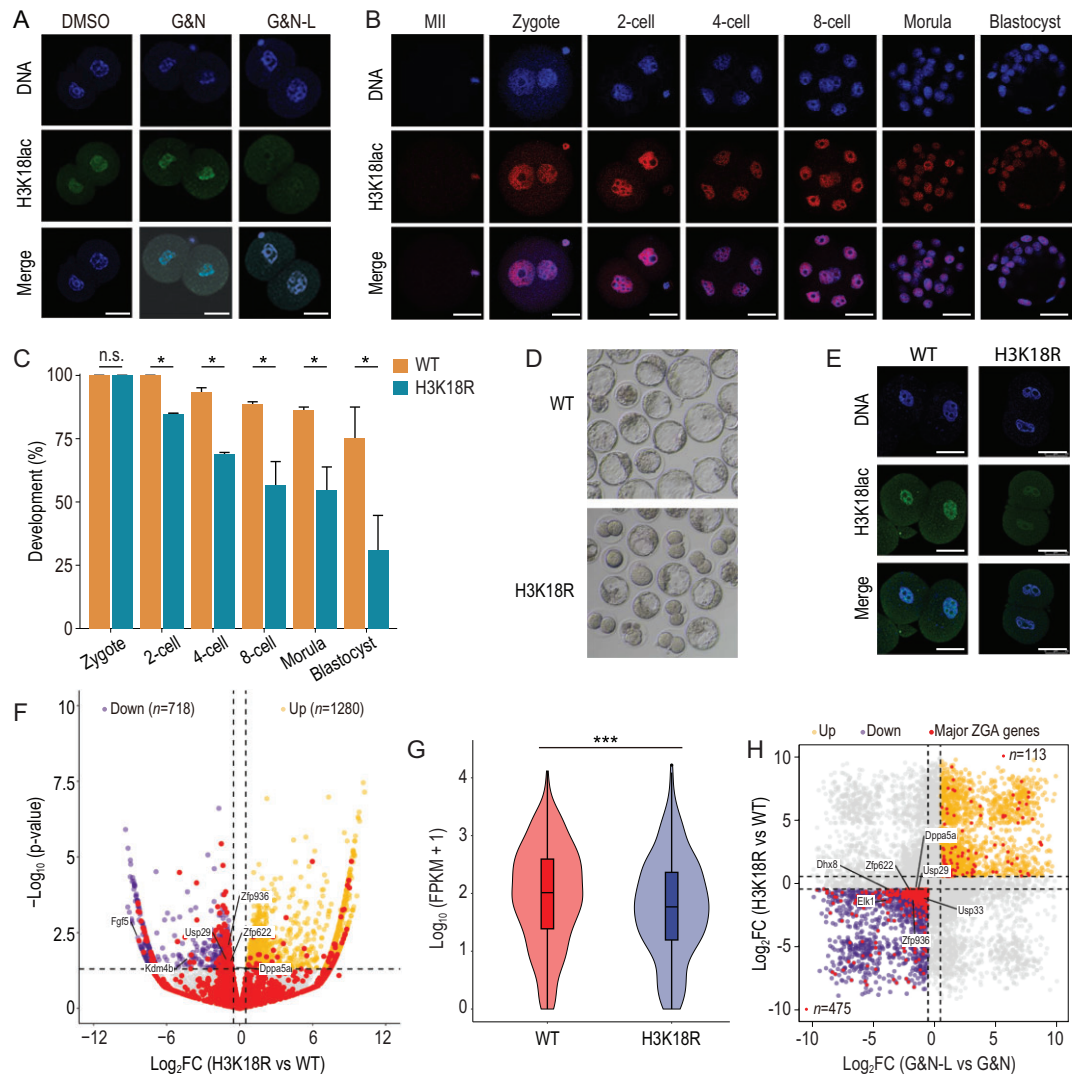 A
DMSO
G&N
G&N-L
DNA
H3K18lac
Merge
B
MII
Zygote
2-cell
4-cell
8-cell
Morula
Blastocyst
DNA
H3K18lac
Merge
C
n.s.
*
*
*
*
*
WT
H3K18R
100
75
50
25
0
Development (%)
Zygote
2-cell
4-cell
8-cell
Morula
Blastocyst
D
WT
H3K18R
E
WT
H3K18R
DNA
H3K18lac
Merge
F
Down (n=718)
Up (n=1280)
10
7.5
5
2.5
0
−Log10 (p-value)
Zfp936
Fgf5
Usp29
Zfp622
Kdm4b
Dppa5a
−12
−6
0
6
12
Log2FC (H3K18R vs WT)
G
***
4
3
2
1
0
Log10 (FPKM + 1)
WT
H3K18R
H
Up
Down
Major ZGA genes
n=113
10
5
0
-5
-10
Log2FC (H3K18R vs WT)
Dppa5a
Dhx8
Zfp622
Usp29
Elk1
Usp33
Zfp936
n=475
-10
-5
0
5
10
Log2FC (G&N-L vs G&N)